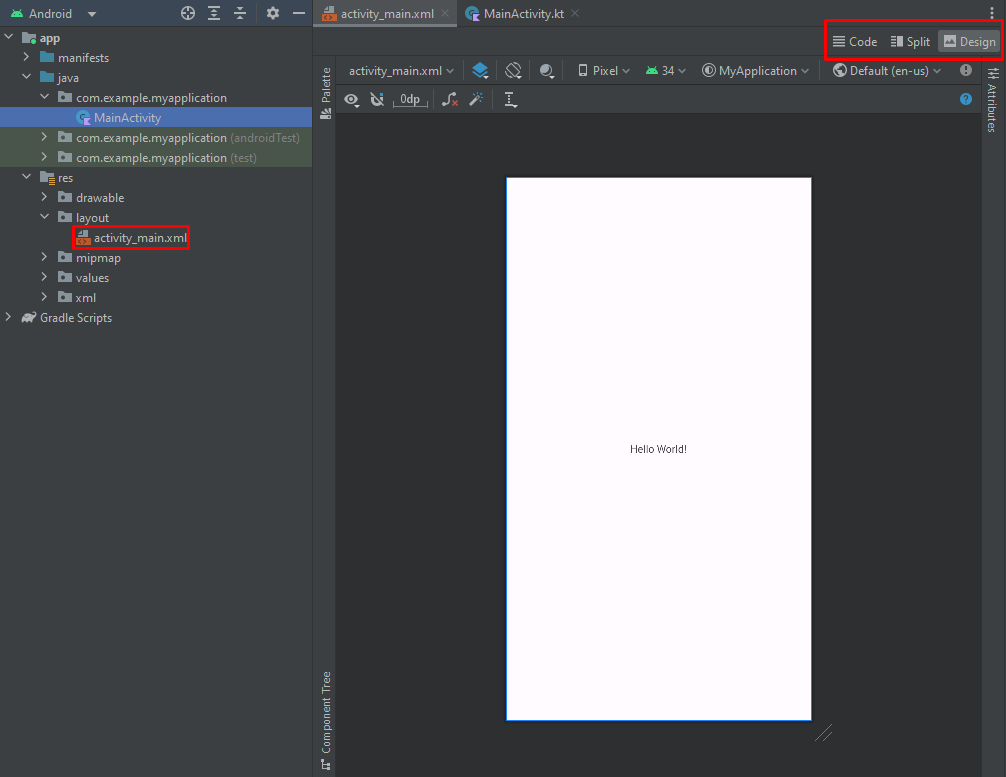 Android
activity_main.xml
MainActivity.kt
app
manifests
java
com.example.myapplication
MainActivity
com.example.myapplication (androidTest)
com.example.myapplication (test)
res
drawable
layout
activity_main.xml
mipmap
values
xml
Gradle Scripts
Code
Split
Design
Palette
activity_main.xml
Pixel
34
MyApplication
Default (en-us)
0dp
?
Attributes
Hello World!
Component Tree